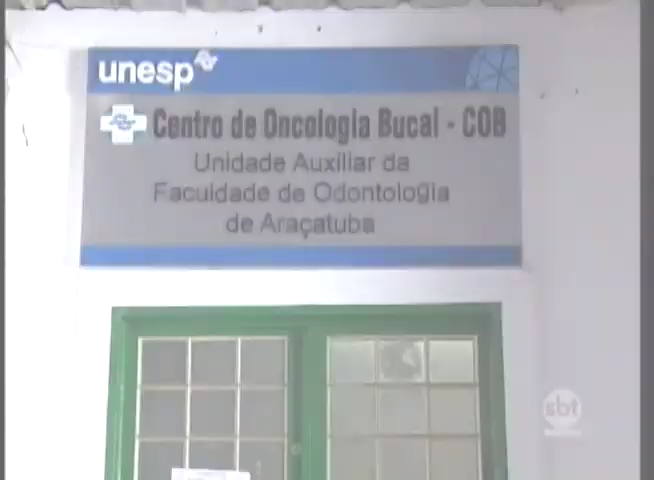 unesp
Centro de Oncologia Bucal - COB
Unidade Auxiliar da
Faculdade de Odontologia
de Araçatuba
sbt